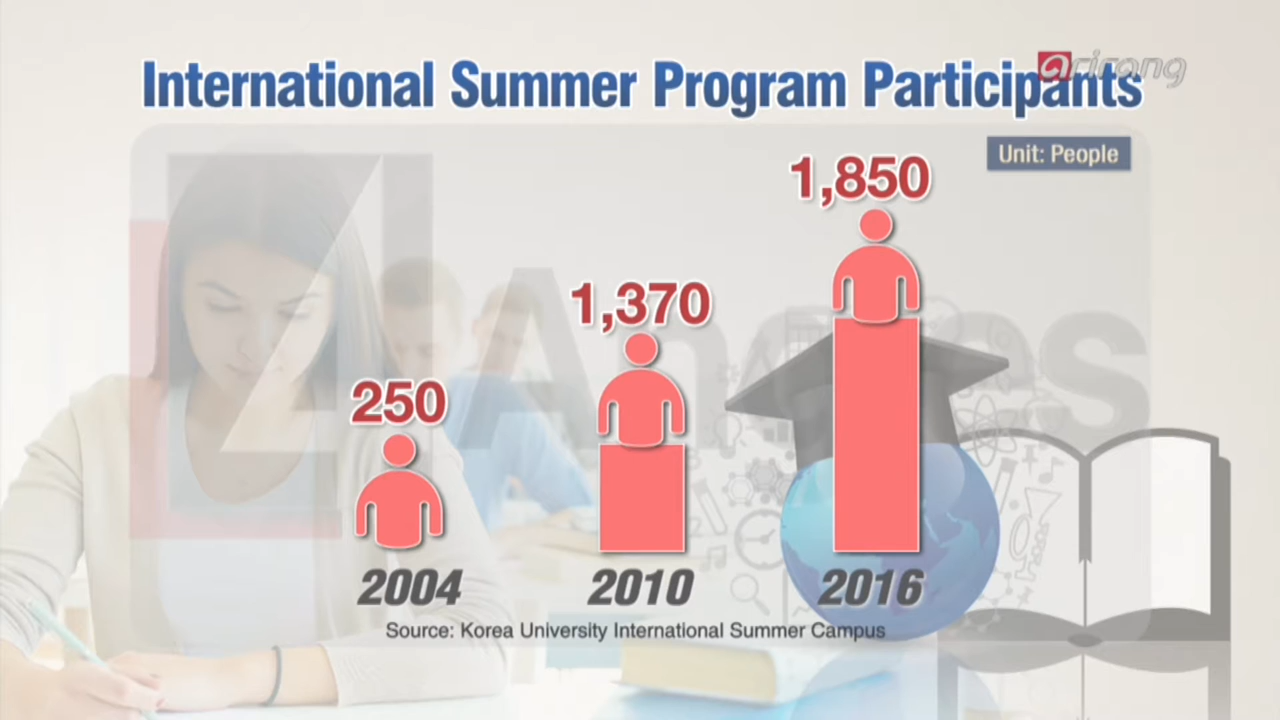 International Summer Program Participants
arirang
Unit: People
1,850
1,370
250
2004 2010 2016
Source: Korea University International Summer Campus